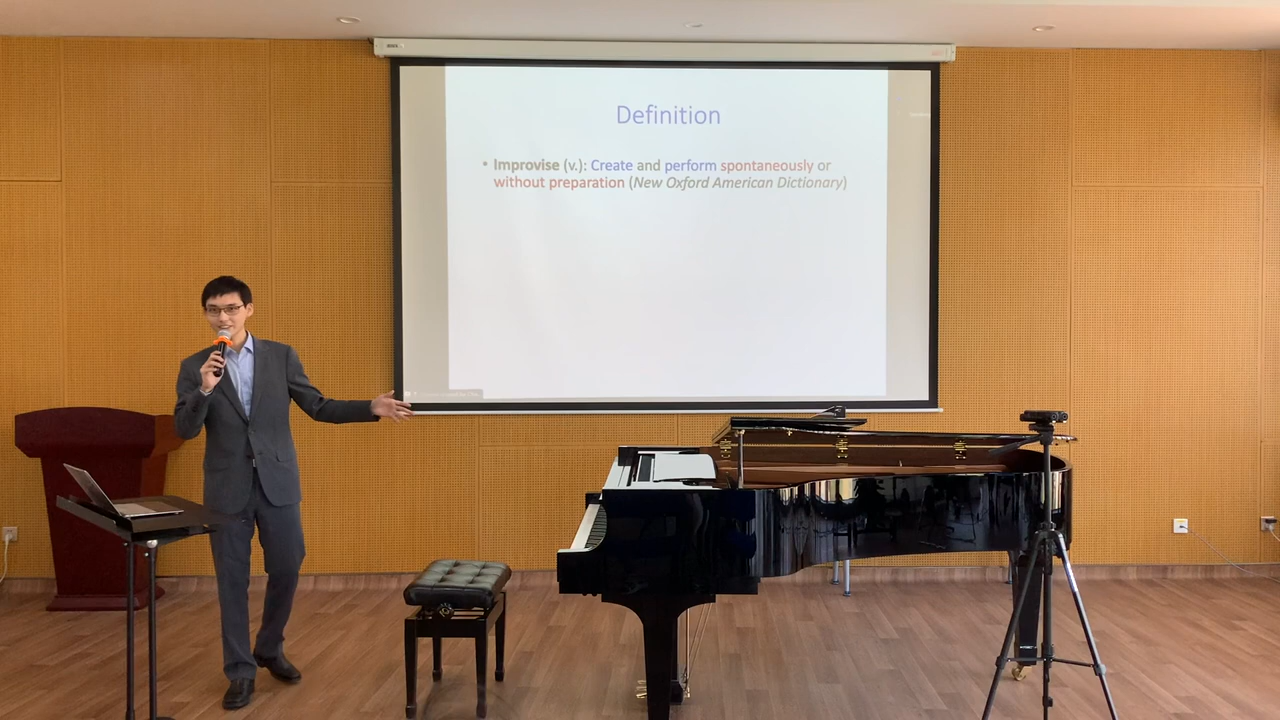 Definition
• Improvise (v.): Create and perform spontaneously or
without preparation (New Oxford American Dictionary)